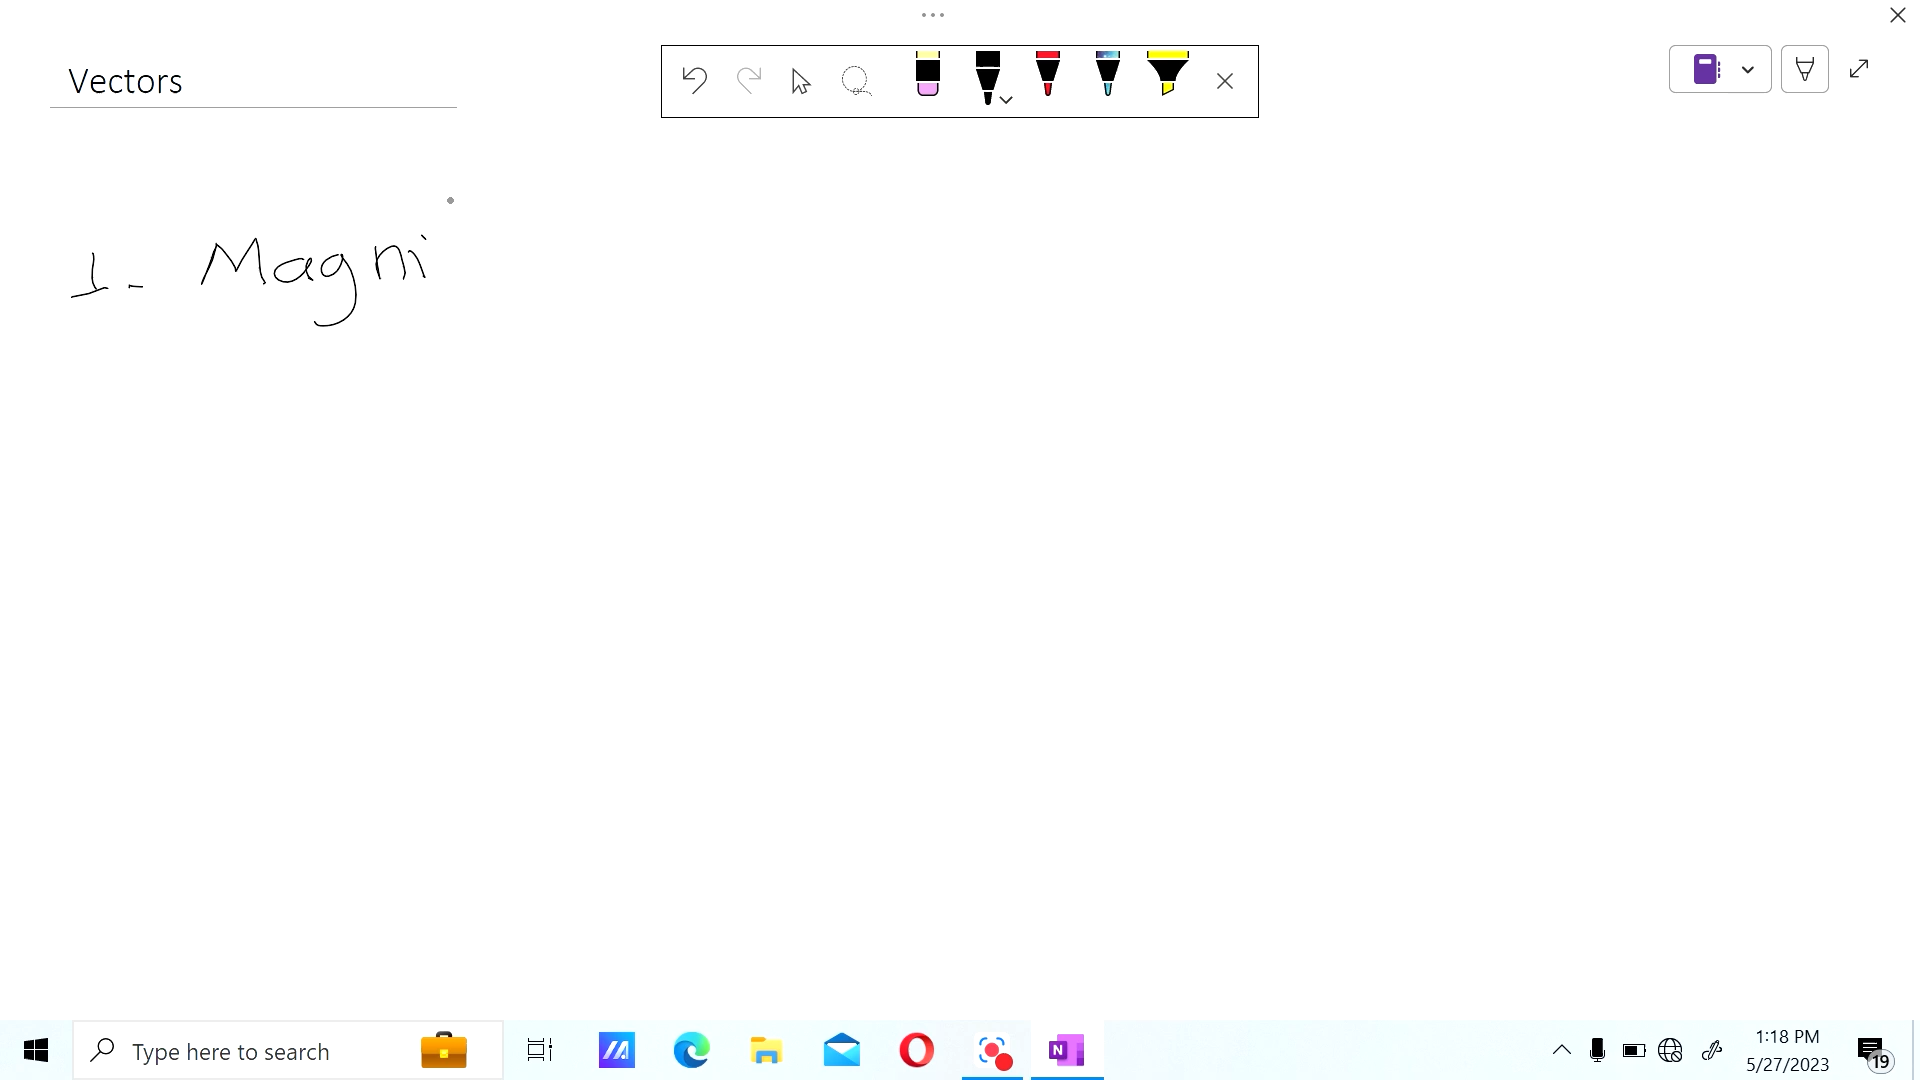 Vectors
1. Magni
Type here to search
1:18 PM
5/27/2023
19